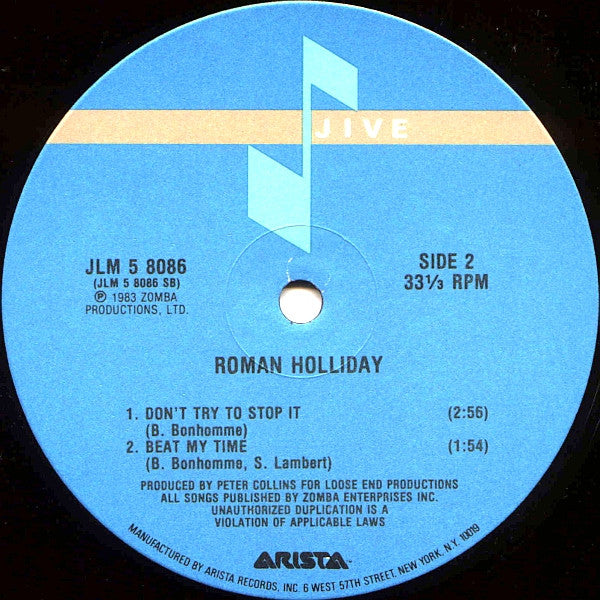 JIVE
JLM 5 8086
(JLM 5 8086 SB)
℗ 1983 ZOMBA
PRODUCTIONS, LTD.
SIDE 2
33⅓ RPM
ROMAN HOLLIDAY
1. DON'T TRY TO STOP IT (2:56)
(B. Bonhomme)
2. BEAT MY TIME (1:54)
(B. Bonhomme, S. Lambert)
PRODUCED BY PETER COLLINS FOR LOOSE END PRODUCTIONS
ALL SONGS PUBLISHED BY ZOMBA ENTERPRISES INC.
UNAUTHORIZED DUPLICATION IS A
VIOLATION OF APPLICABLE LAWS
ARISTA
MANUFACTURED BY ARISTA RECORDS, INC. 6 WEST 57TH STREET, NEW YORK, N.Y. 10019